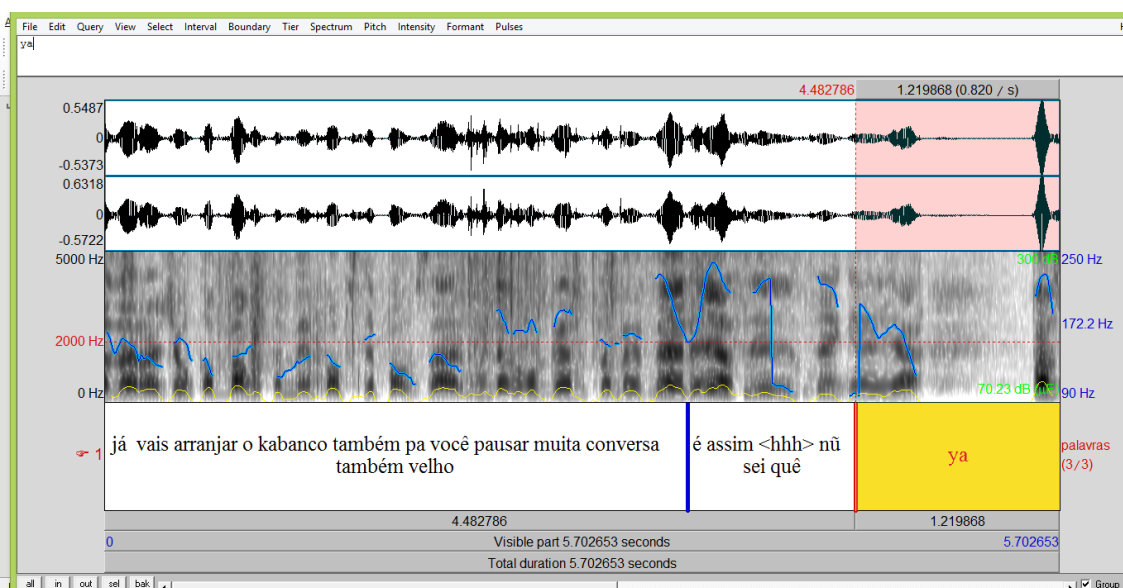 File Edit Query View Select Interval Boundary Tier Spectrum Pitch Intensity Formant Pulses
ya
4.482786 1.219868 (0.820 / s)
0.5487
0
-0.5373
0.6318
0
-0.5722
5000 Hz 300 dB 250 Hz
172.2 Hz
2000 Hz
0 Hz 70.23 dB (µE) 90 Hz
☞ 1 já vais arranjar o kabanco também pa você pausar muita conversa
também velho
é assim <hhh> nũ
sei quê
ya
palavras
(3/3)
4.482786 1.219868
0 Visible part 5.702653 seconds 5.702653
Total duration 5.702653 seconds
all in out sel bak Group